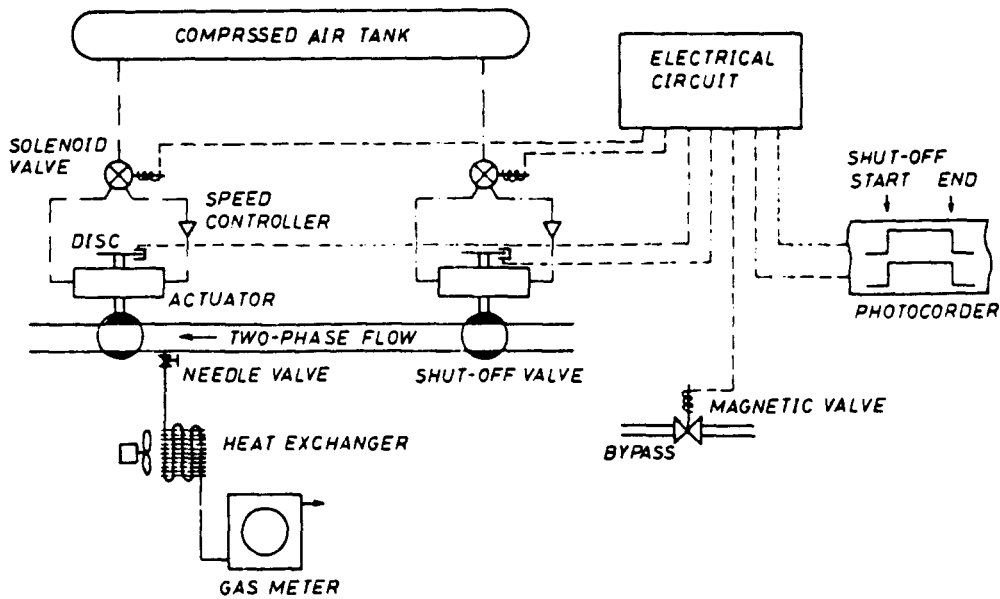 COMPRSSED AIR TANK
ELECTRICAL
CIRCUIT
SOLENOID
VALVE
SPEED
CONTROLLER
SHUT-OFF
START END
DISC
ACTUATOR
PHOTOCORDER
TWO-PHASE FLOW
NEEDLE VALVE
SHUT-OFF VALVE
MAGNETIC VALVE
BYPASS
HEAT EXCHANGER
GAS METER